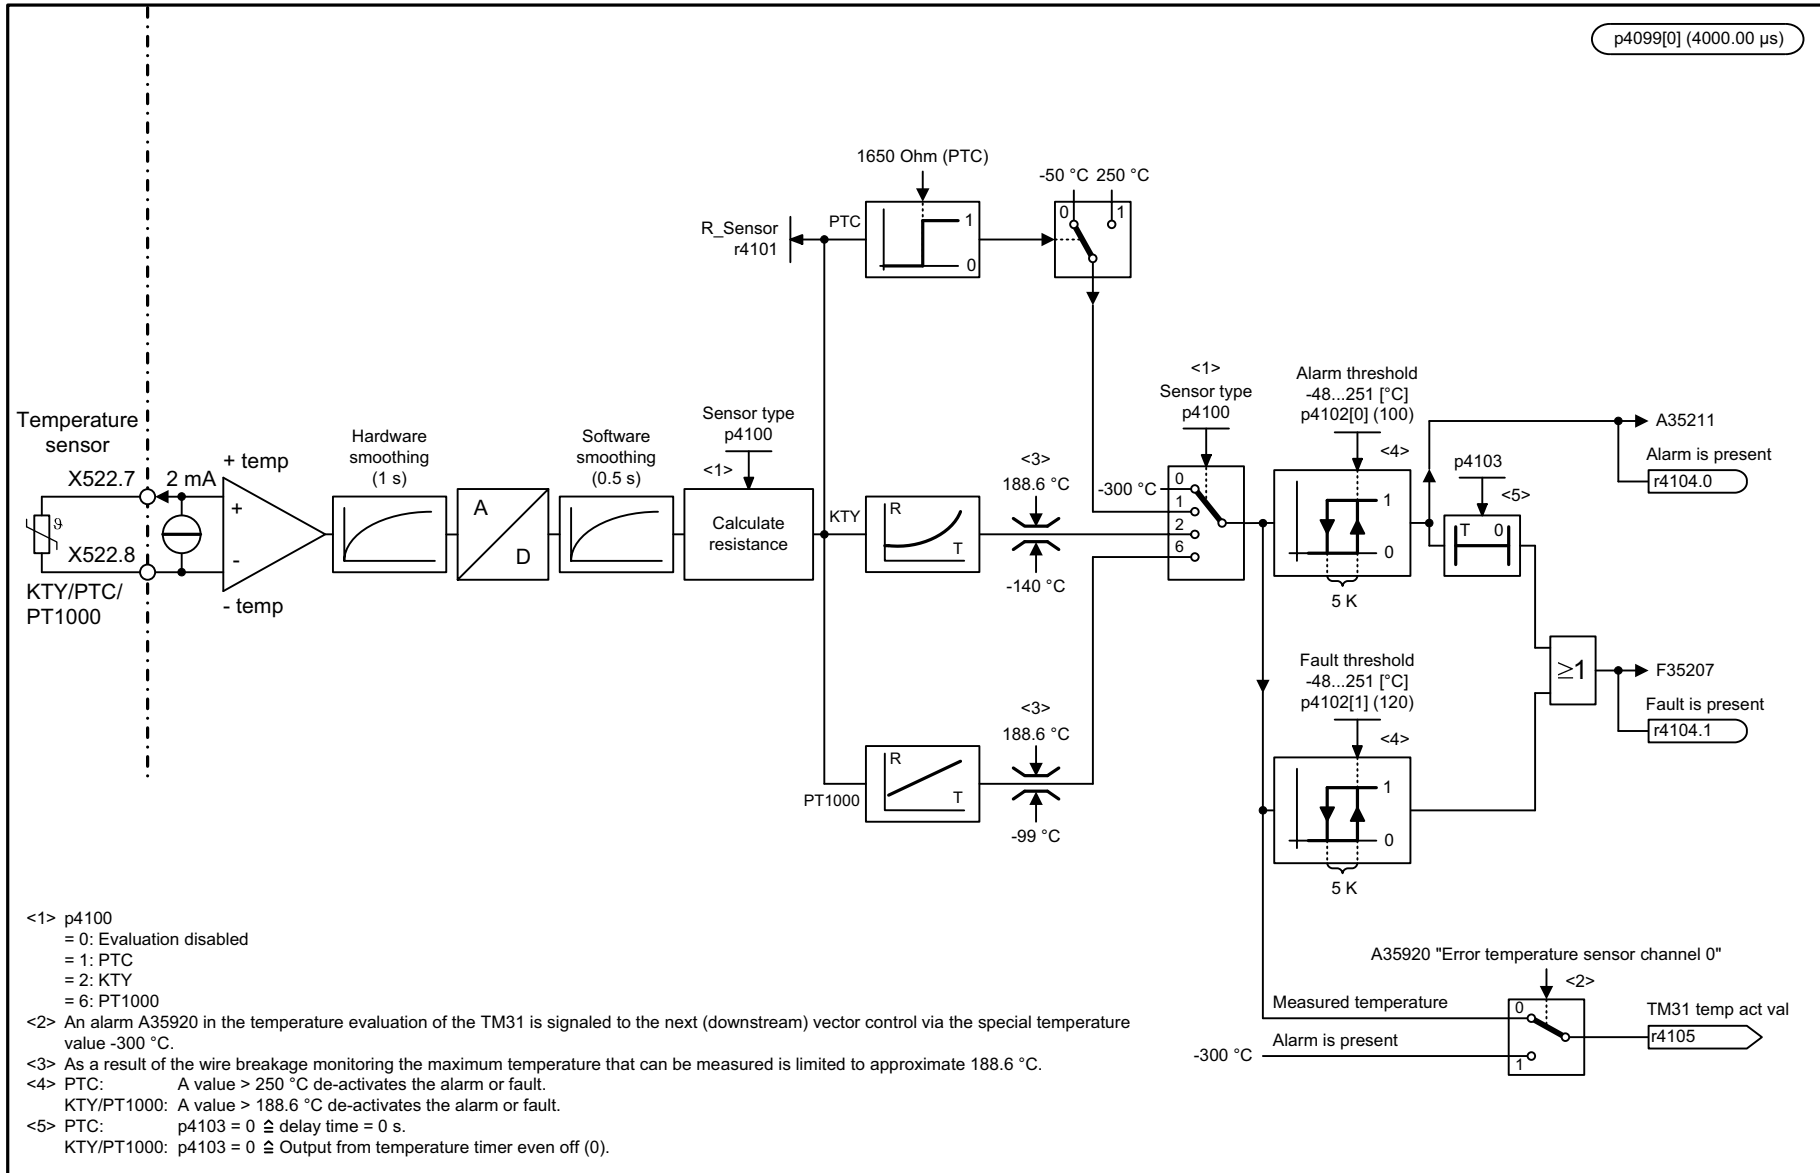 p4099[0] (4000.00 µs)
1650 Ohm (PTC)
-50 °C 250 °C
R_Sensor
r4101
PTC
1
0
0
1
Temperature
sensor
X522.7
X522.8
ϑ
KTY/PTC/
PT1000
2 mA
+ temp
+
-
- temp
Hardware
smoothing
(1 s)
A
D
Software
smoothing
(0.5 s)
Sensor type
p4100
<1>
Calculate
resistance
KTY
R
T
<3>
188.6 °C
-140 °C
PT1000
R
T
<3>
188.6 °C
-99 °C
<1>
Sensor type
p4100
-300 °C
0
1
2
6
Alarm threshold
-48...251 [°C]
p4102[0] (100)
<4>
1
0
5 K
p4103
<5>
T 0
A35211
Alarm is present
r4104.0
Fault threshold
-48...251 [°C]
p4102[1] (120)
<4>
1
0
5 K
≥1
F35207
Fault is present
r4104.1
A35920 "Error temperature sensor channel 0"
<2>
Measured temperature
0
TM31 temp act val
r4105
-300 °C
Alarm is present
1
<1> p4100
= 0: Evaluation disabled
= 1: PTC
= 2: KTY
= 6: PT1000
<2> An alarm A35920 in the temperature evaluation of the TM31 is signaled to the next (downstream) vector control via the special temperature
value -300 °C.
<3> As a result of the wire breakage monitoring the maximum temperature that can be measured is limited to approximate 188.6 °C.
<4> PTC: A value > 250 °C de-activates the alarm or fault.
KTY/PT1000: A value > 188.6 °C de-activates the alarm or fault.
<5> PTC: p4103 = 0 ≙ delay time = 0 s.
KTY/PT1000: p4103 = 0 ≙ Output from temperature timer even off (0).